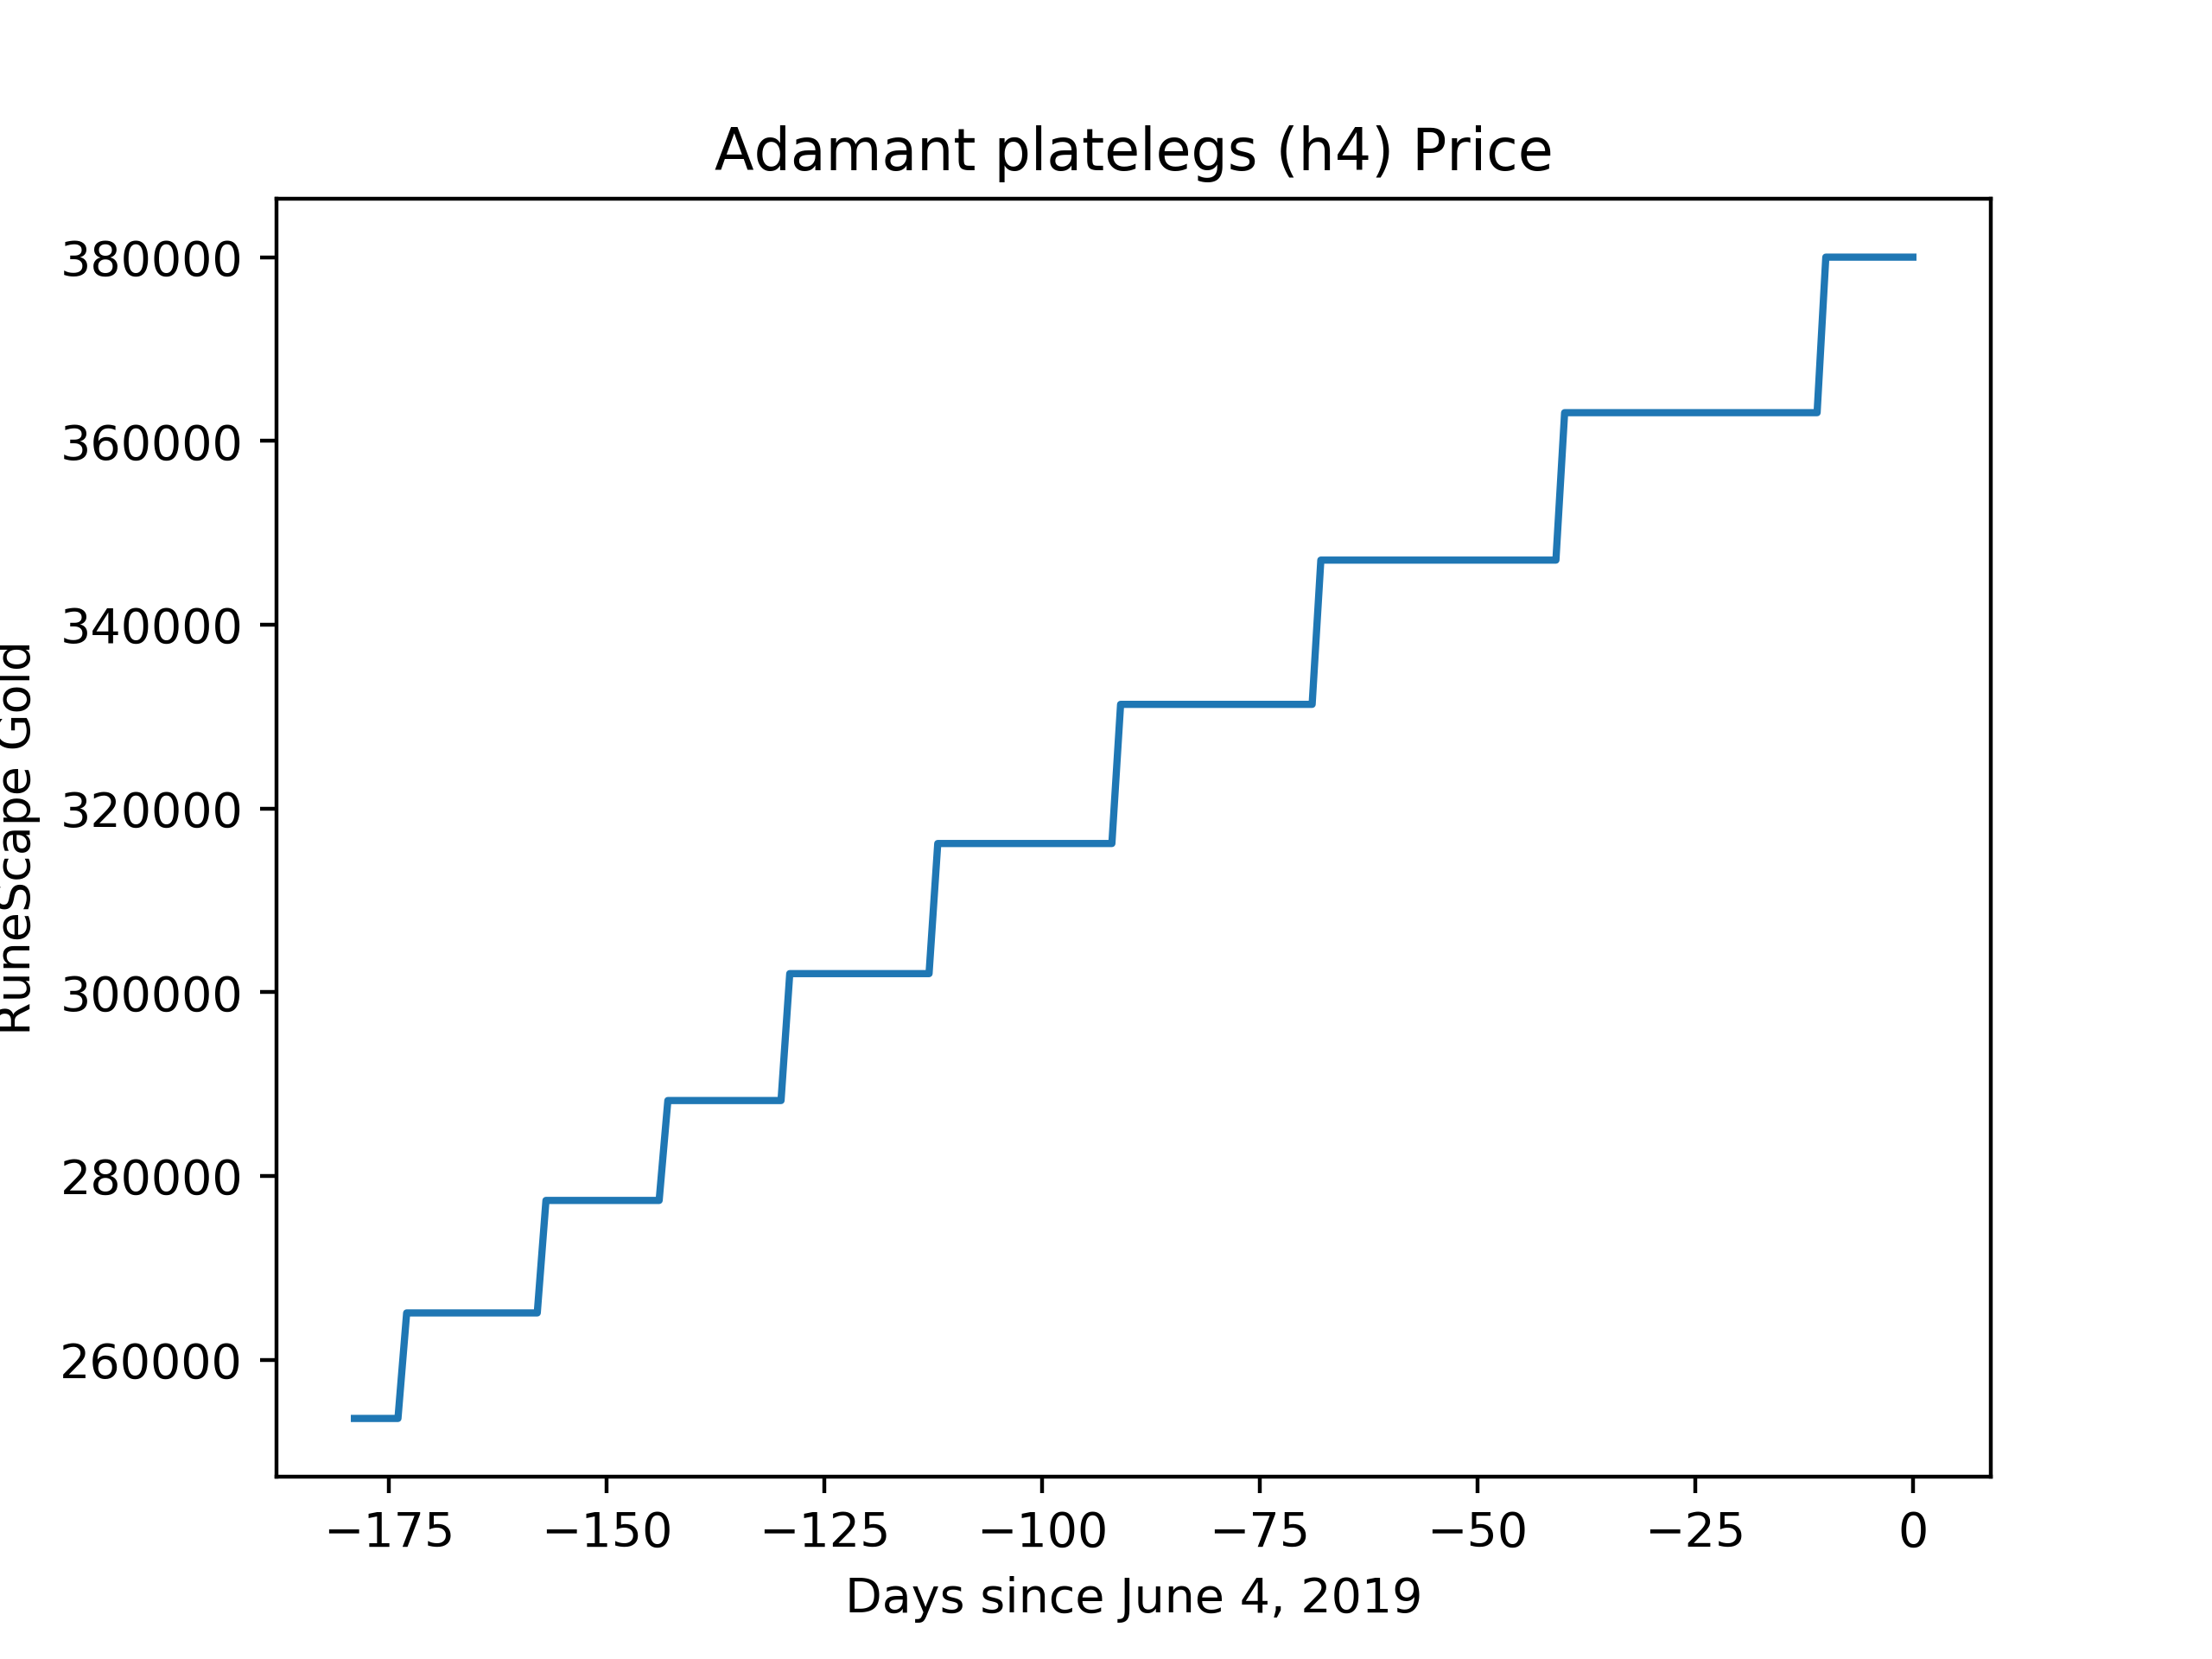 Adamant platelegs (h4) Price
380000
360000
340000
320000
300000
280000
260000
RuneScape Gold
−175 −150 −125 −100 −75 −50 −25 0
Days since June 4, 2019